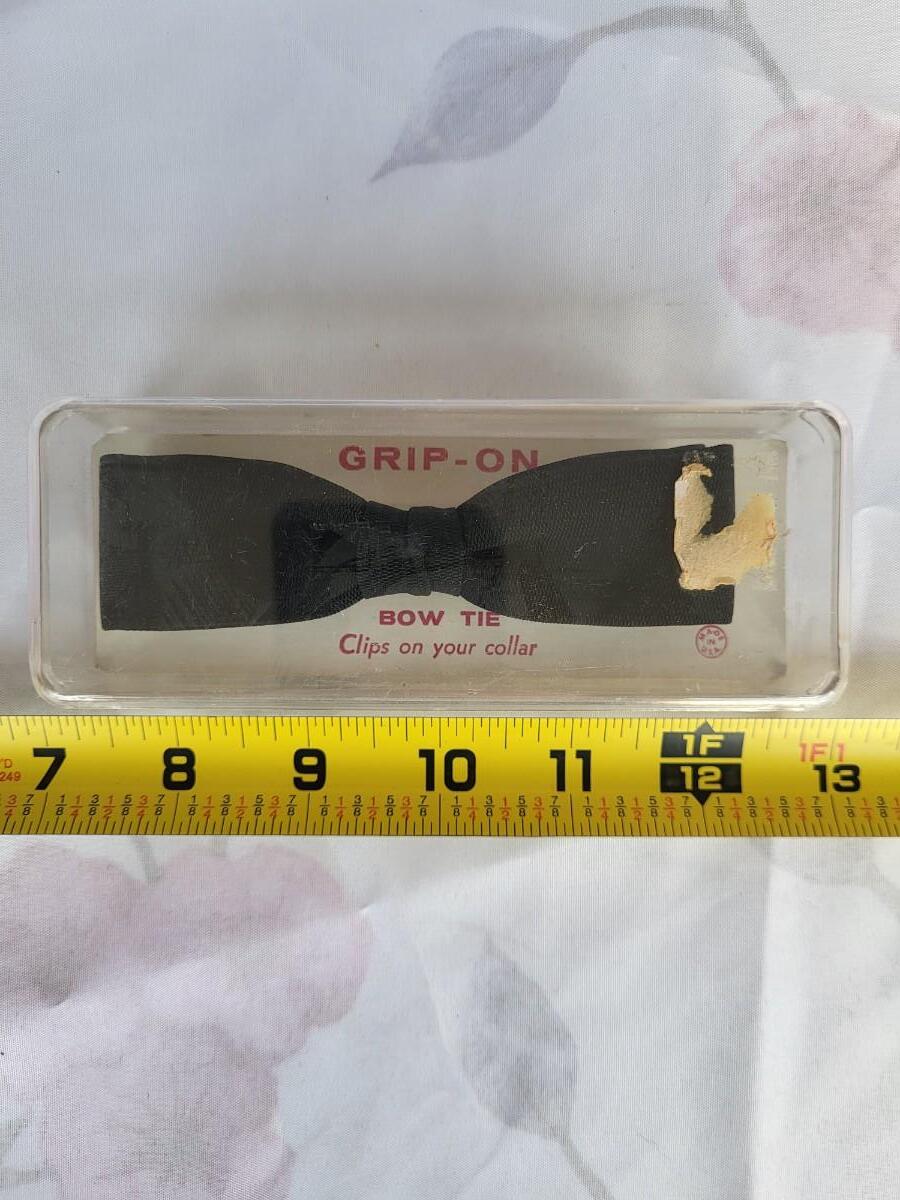 GRIP-ON
BOW TIE
Clips on your collar
MADE IN USA
1F 1F1
7 8 9 10 11 12 13
'D
249